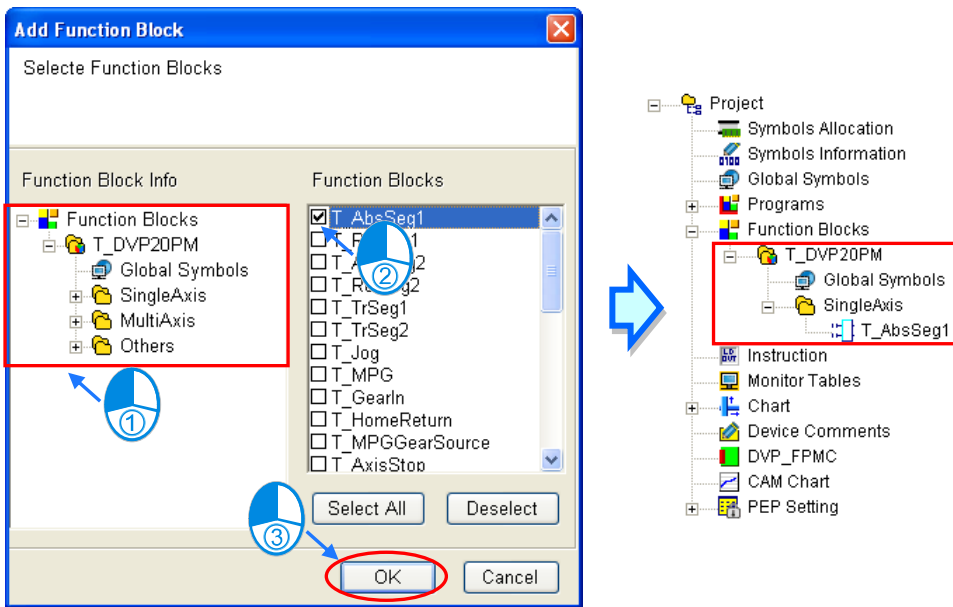 Add Function Block
Selecte Function Blocks
Function Block Info
Function Blocks
T_DVP20PM
Global Symbols
SingleAxis
MultiAxis
Others
①
Function Blocks
T_AbsSeg1
②
T_TrSeg1
T_TrSeg2
T_Jog
T_MPG
T_GearIn
T_HomeReturn
T_MPGGearSource
T_AxisStop
Select All
Deselect
③
OK
Cancel
Project
Symbols Allocation
Symbols Information
Global Symbols
Programs
Function Blocks
T_DVP20PM
Global Symbols
SingleAxis
T_AbsSeg1
Instruction
Monitor Tables
Chart
Device Comments
DVP_FPMC
CAM Chart
PEP Setting